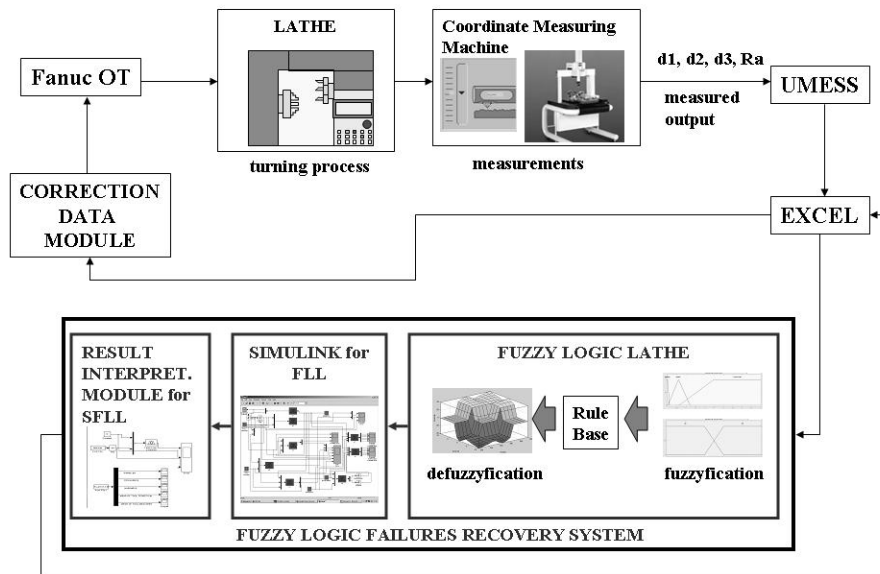 LATHE
Coordinate Measuring
Machine
Fanuc OT
d1, d2, d3, Ra
measured
output
UMESS
turning process
measurements
CORRECTION
DATA
MODULE
EXCEL
RESULT
INTERPRET.
MODULE for
SFLL
SIMULINK for
FLL
FUZZY LOGIC LATHE
Rule
Base
defuzzyfication
fuzzyfication
FUZZY LOGIC FAILURES RECOVERY SYSTEM